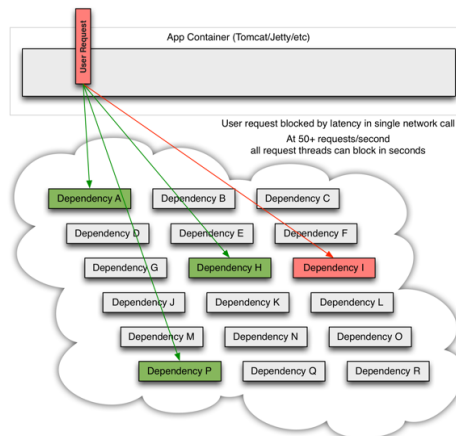 User Request
App Container (Tomcat/Jetty/etc)
User request blocked by latency in single network call
At 50+ requests/second
all request threads can block in seconds
Dependency A
Dependency B
Dependency C
Dependency D
Dependency E
Dependency F
Dependency G
Dependency H
Dependency I
Dependency J
Dependency K
Dependency L
Dependency M
Dependency N
Dependency O
Dependency P
Dependency Q
Dependency R